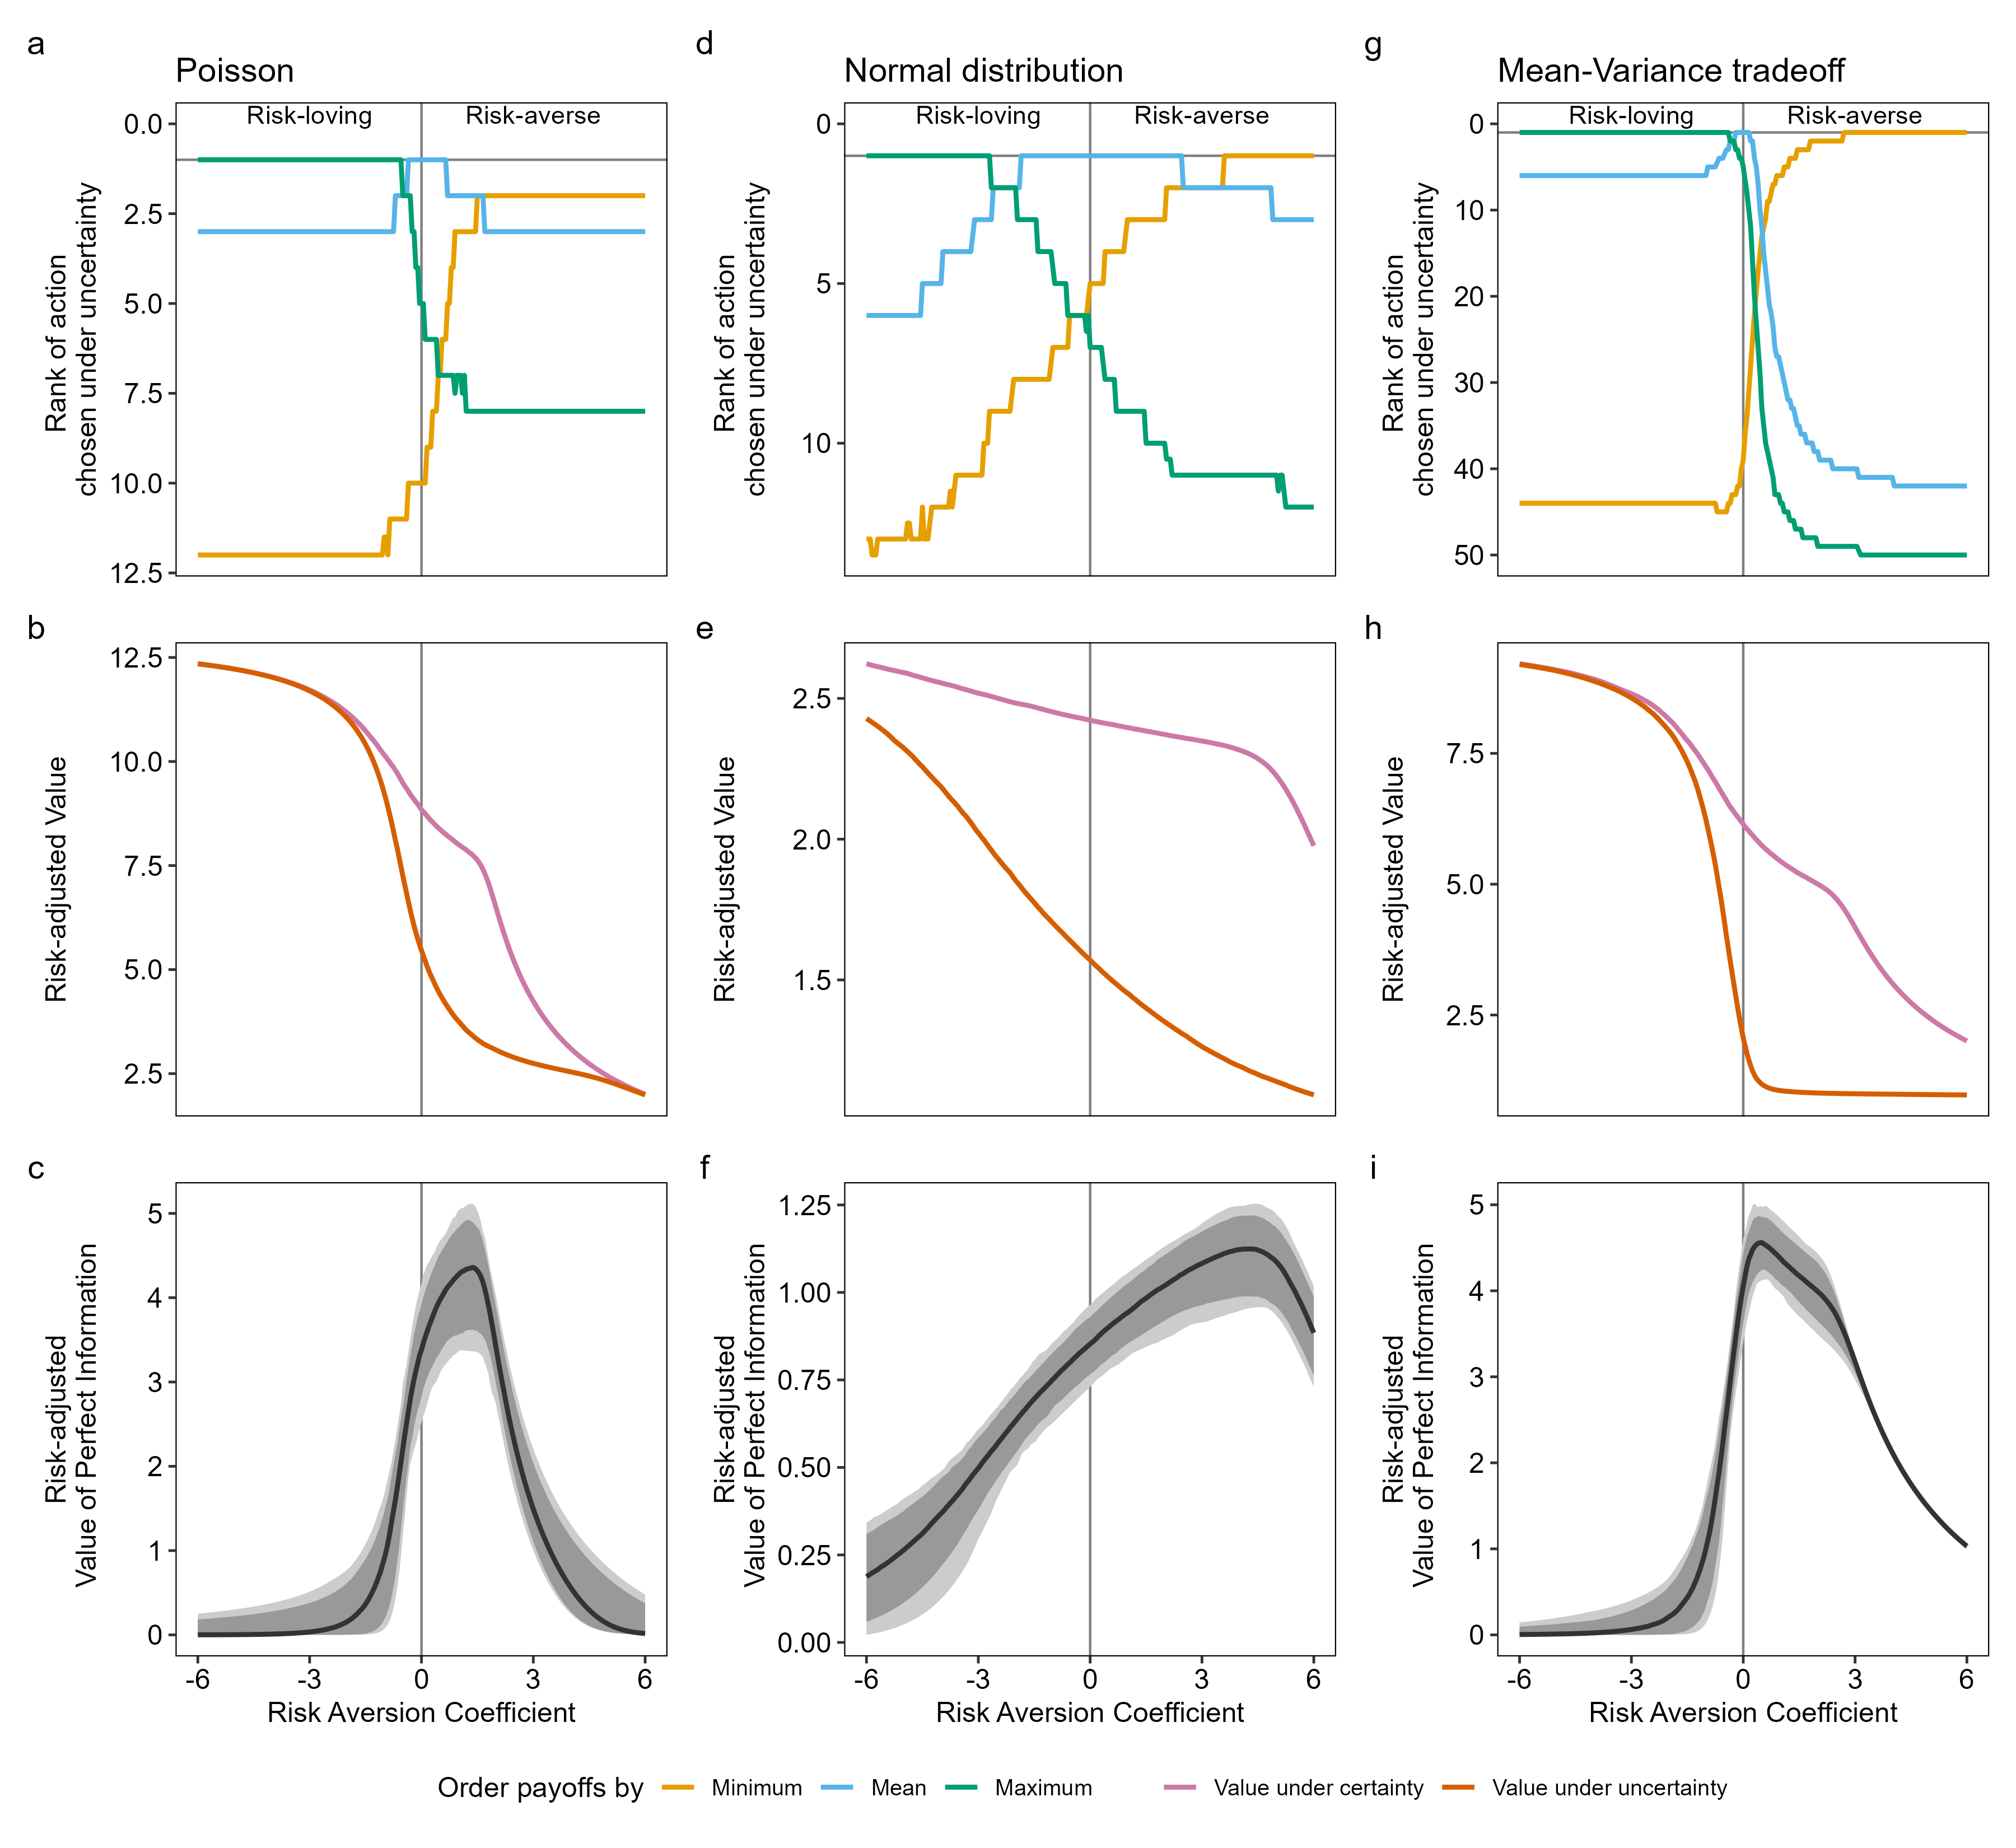 a
Poisson
Risk-loving
Risk-averse
0.0
2.5
5.0
7.5
10.0
12.5
Rank of action
chosen under uncertainty
d
Normal distribution
Risk-loving
Risk-averse
0
5
10
Rank of action
chosen under uncertainty
g
Mean-Variance tradeoff
Risk-loving
Risk-averse
0
10
20
30
40
50
Rank of action
chosen under uncertainty
b
12.5
10.0
7.5
5.0
2.5
Risk-adjusted Value
e
2.5
2.0
1.5
Risk-adjusted Value
h
7.5
5.0
2.5
Risk-adjusted Value
c
5
4
3
2
1
0
Risk-adjusted
Value of Perfect Information
-6
-3
0
3
6
Risk Aversion Coefficient
f
1.25
1.00
0.75
0.50
0.25
0.00
Risk-adjusted
Value of Perfect Information
-6
-3
0
3
6
Risk Aversion Coefficient
i
5
4
3
2
1
0
Risk-adjusted
Value of Perfect Information
-6
-3
0
3
6
Risk Aversion Coefficient
Order payoffs by Minimum Mean Maximum Value under certainty Value under uncertainty